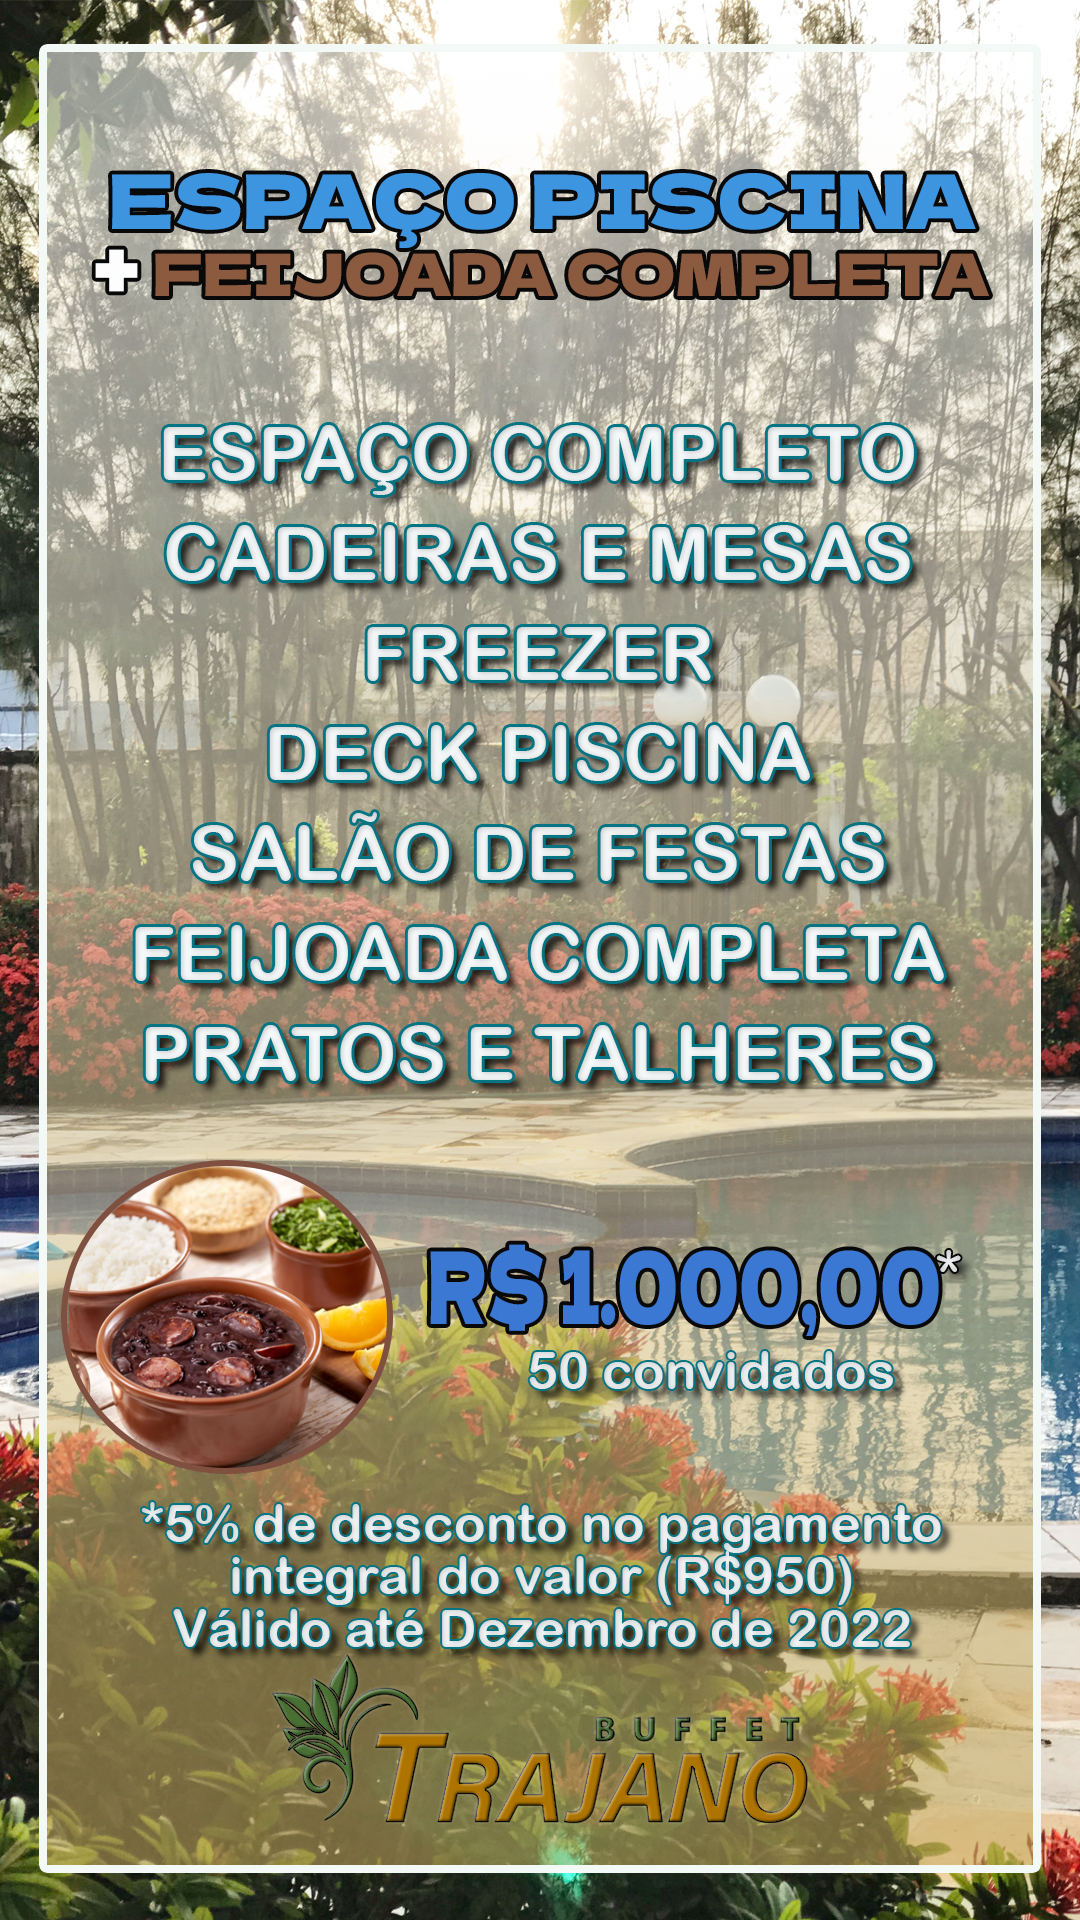 ESPAÇO PISCINA
+ FEIJOADA COMPLETA
ESPAÇO COMPLETO
CADEIRAS E MESAS
FREEZER
DECK PISCINA
SALÃO DE FESTAS
FEIJOADA COMPLETA
PRATOS E TALHERES
R$ 1.000,00*
50 convidados
*5% de desconto no pagamento
integral do valor (R$950)
Válido até Dezembro de 2022
BUFFET
TRAJANO